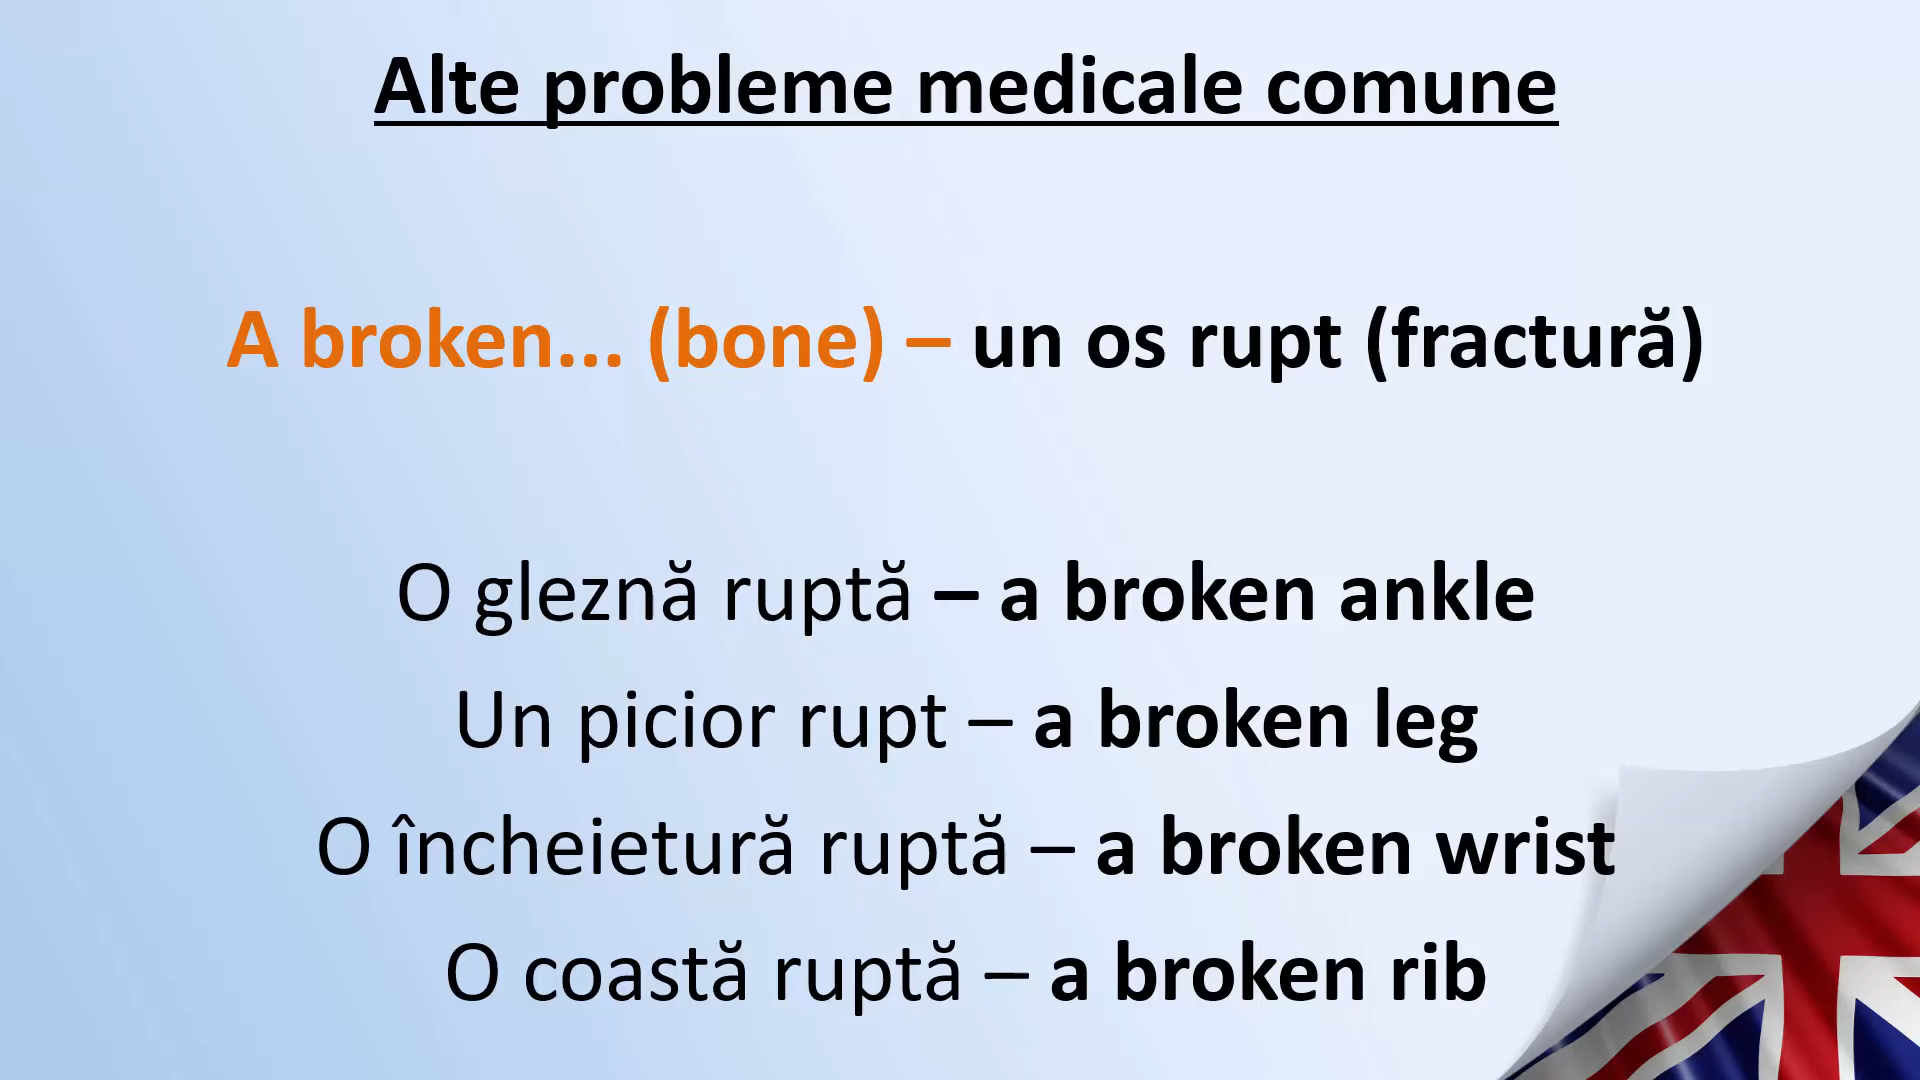 Alte probleme medicale comune
A broken... (bone) – un os rupt (fractură)
O gleznă ruptă – a broken ankle
Un picior rupt – a broken leg
O încheietură ruptă – a broken wrist
O coastă ruptă – a broken rib